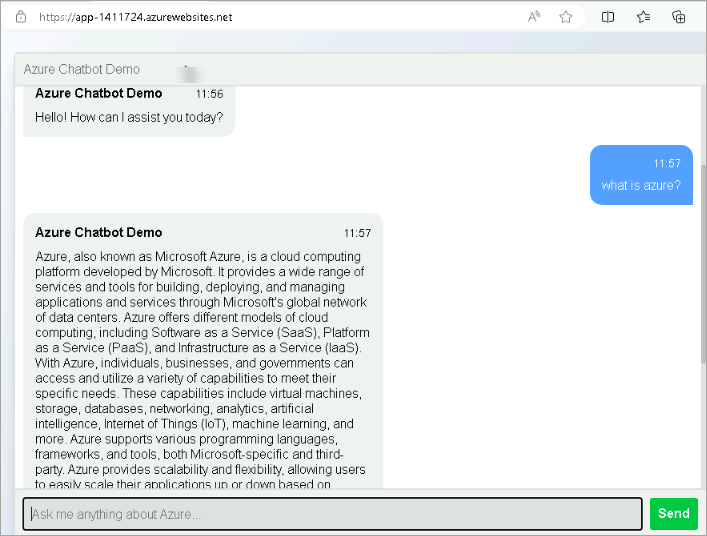 https://app-1411724.azurewebsites.net
Azure Chatbot Demo
Azure Chatbot Demo 11:56
Hello! How can I assist you today?
11:57
what is azure?
Azure Chatbot Demo 11:57
Azure, also known as Microsoft Azure, is a cloud computing
platform developed by Microsoft. It provides a wide range of
services and tools for building, deploying, and managing
applications and services through Microsoft's global network
of data centers. Azure offers different models of cloud
computing, including Software as a Service (SaaS), Platform
as a Service (PaaS), and Infrastructure as a Service (IaaS).
With Azure, individuals, businesses, and governments can
access and utilize a variety of capabilities to meet their
specific needs. These capabilities include virtual machines,
storage, databases, networking, analytics, artificial
intelligence, Internet of Things (IoT), machine learning, and
more. Azure supports various programming languages,
frameworks, and tools, both Microsoft-specific and third-
party. Azure provides scalability and flexibility, allowing users
to easily scale their applications up or down based on
Ask me anything about Azure...
Send